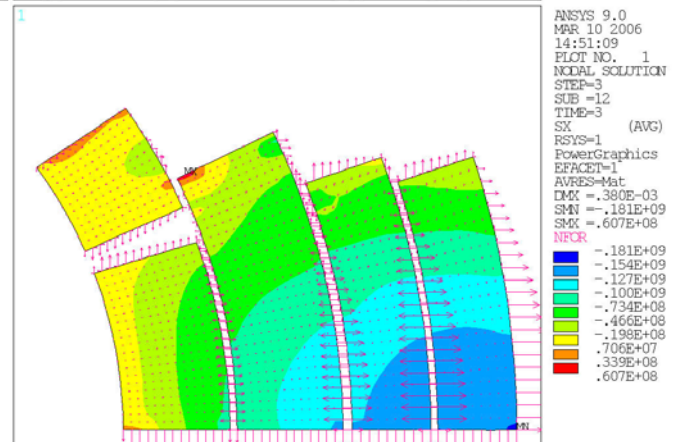 1
ANSYS 9.0
MAR 10 2006
14:51:09
PLOT NO. 1
NODAL SOLUTION
STEP=3
SUB =12
TIME=3
SX (AVG)
RSYS=1
PowerGraphics
EFACET=1
AVRES=Mat
DMX =.380E-03
SMN =-.181E+09
SMX =.607E+08
NFOR
-.181E+09
-.154E+09
-.127E+09
-.100E+09
-.734E+08
-.466E+08
-.198E+08
.706E+07
.339E+08
.607E+08
MX
MN